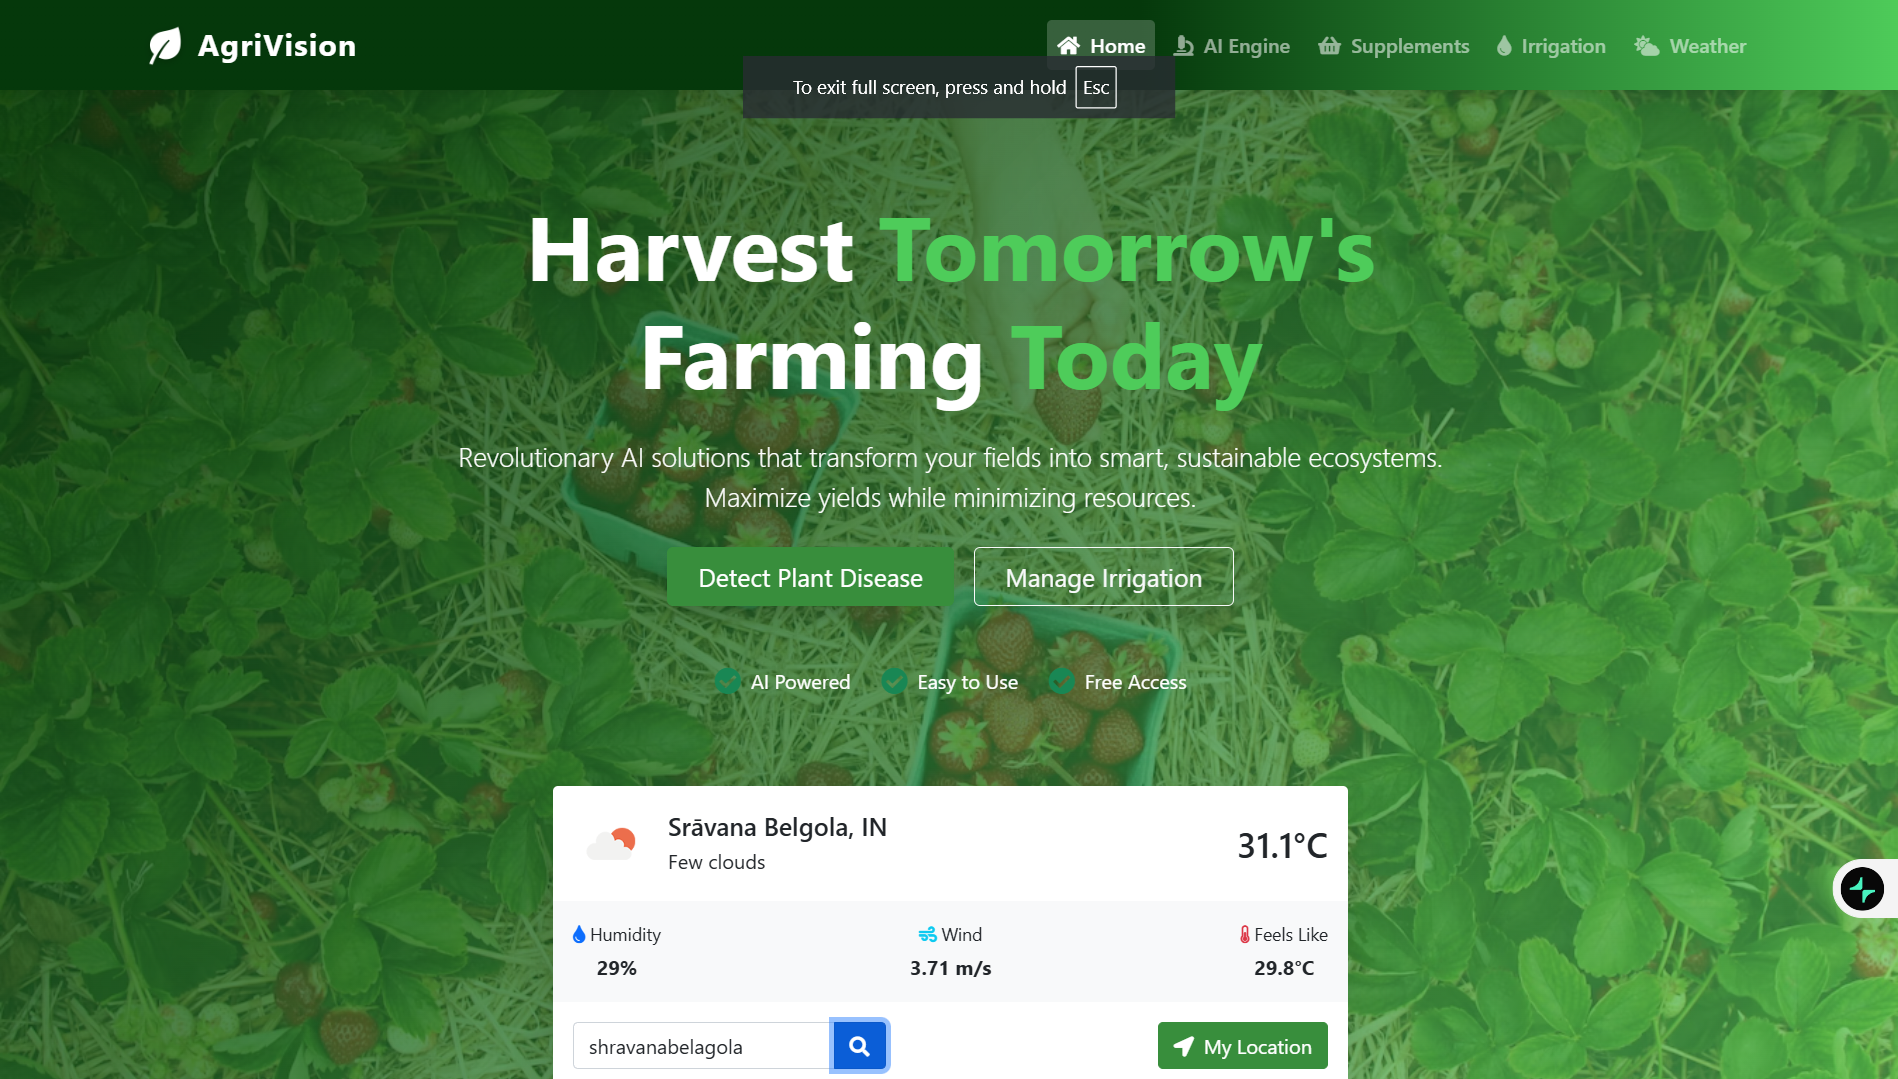 AgriVision
Home AI Engine Supplements Irrigation Weather
To exit full screen, press and hold Esc
Harvest Tomorrow's
Farming Today
Revolutionary AI solutions that transform your fields into smart, sustainable ecosystems.
Maximize yields while minimizing resources.
Detect Plant Disease Manage Irrigation
AI Powered Easy to Use Free Access
Srāvana Belgola, IN
Few clouds
31.1°C
Humidity Wind Feels Like
29% 3.71 m/s 29.8°C
shravanabelagola My Location